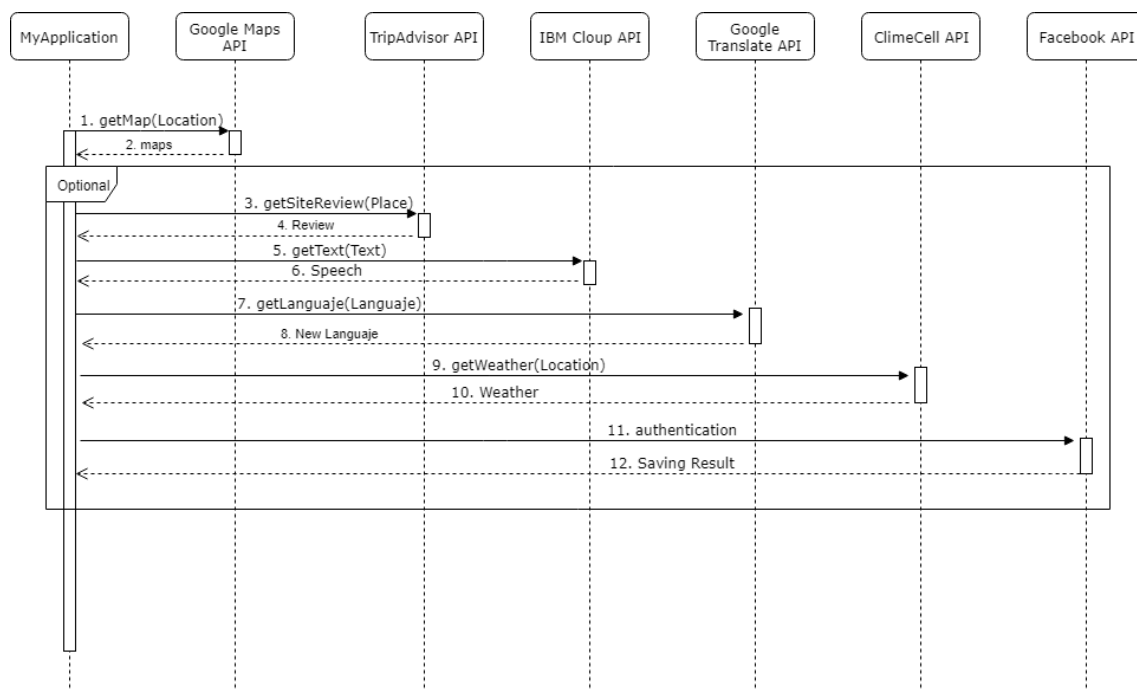 MyApplication
Google Maps
API
TripAdvisor API
IBM Cloup API
Google
Translate API
ClimeCell API
Facebook API
1. getMap(Location)
2. maps
Optional
3. getSiteReview(Place)
4. Review
5. getText(Text)
6. Speech
7. getLanguaje(Languaje)
8. New Languaje
9. getWeather(Location)
10. Weather
11. authentication
12. Saving Result